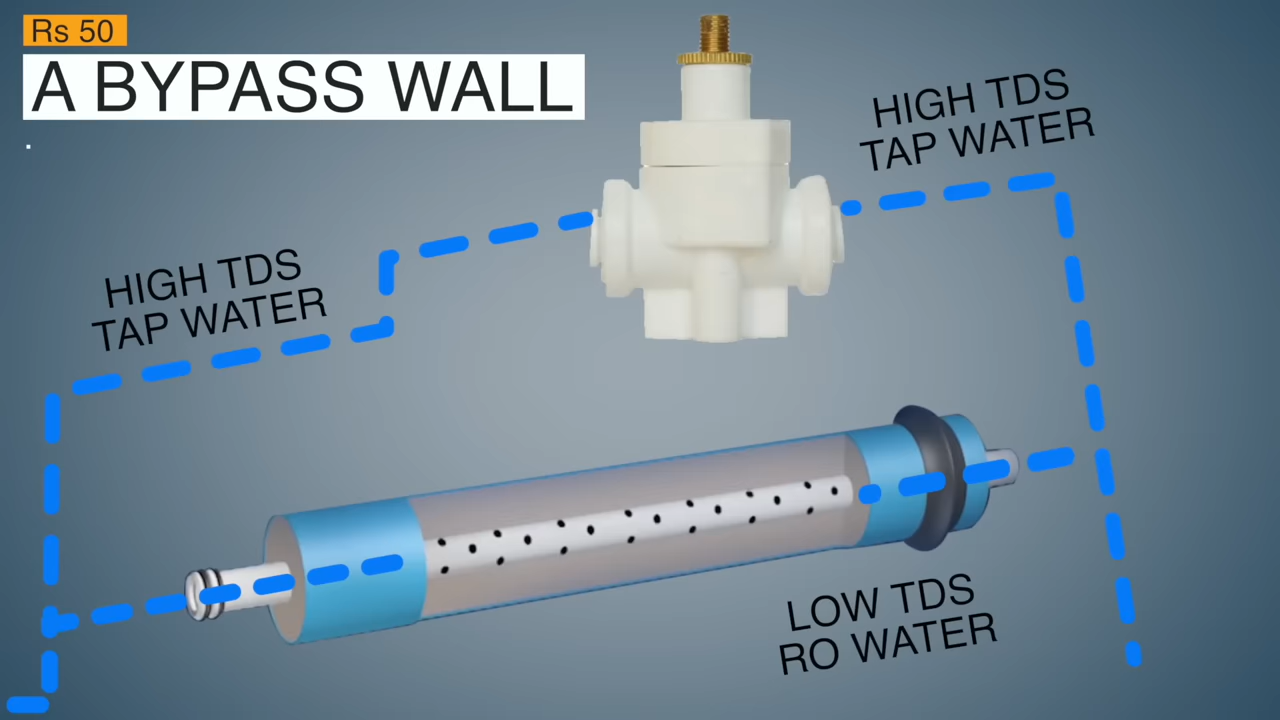 Rs 50
A BYPASS WALL
HIGH TDS
TAP WATER
HIGH TDS
TAP WATER
LOW TDS
RO WATER